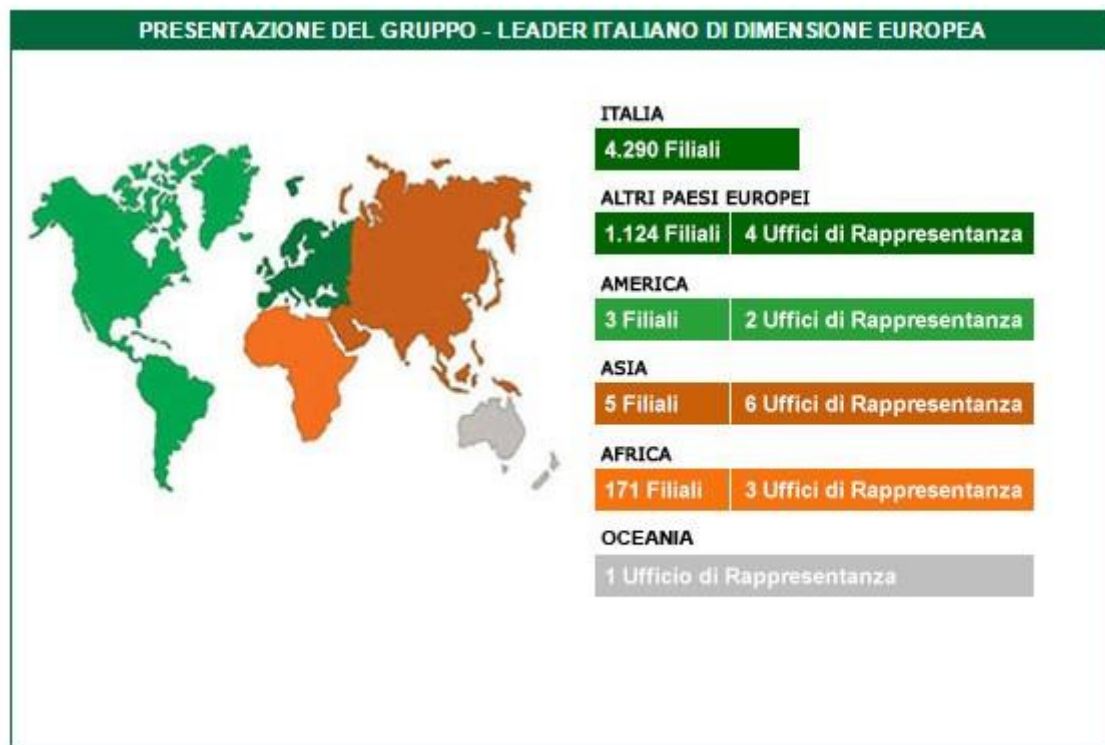 PRESENTAZIONE DEL GRUPPO - LEADER ITALIANO DI DIMENSIONE EUROPEA
ITALIA
4.290 Filiali
ALTRI PAESI EUROPEI
1.124 Filiali 4 Uffici di Rappresentanza
AMERICA
3 Filiali 2 Uffici di Rappresentanza
ASIA
5 Filiali 6 Uffici di Rappresentanza
AFRICA
171 Filiali 3 Uffici di Rappresentanza
OCEANIA
1 Ufficio di Rappresentanza